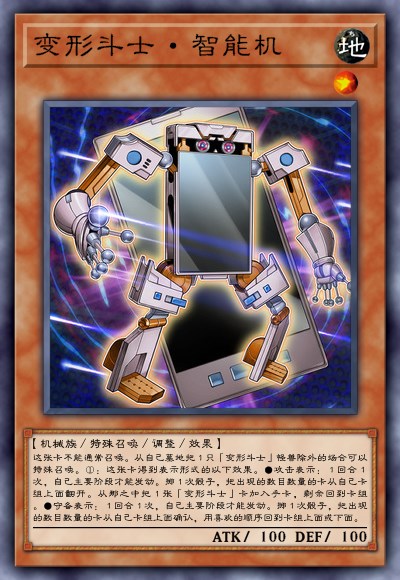 变形斗士·智能机
地
【机械族／特殊召唤／调整／效果】
这张卡不能通常召唤。从自己墓地把1只「变形斗士」怪兽除外的场合可以
特殊召唤。①：这张卡得到表示形式的以下效果。●攻击表示：1回合1
次，自己主要阶段才能发动。掷1次骰子，把出现的数目数量的卡从自己卡
组上面翻开。从那之中把1张「变形斗士」卡加入手卡，剩余回到卡组
。●守备表示：1回合1次，自己主要阶段才能发动。掷1次骰子，把出
现的数目数量的卡从自己卡组上面确认，用喜欢的顺序回到卡组上面或下面。
ATK/ 100 DEF/ 100